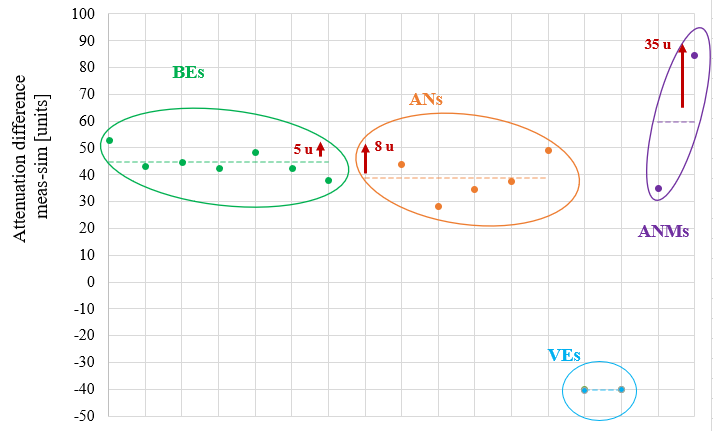 Attenuation difference
meas-sim [units]
100
90
80
70
60
50
40
30
20
10
0
-10
-20
-30
-40
-50
BEs
5 u
8 u
ANs
35 u
ANMs
VEs